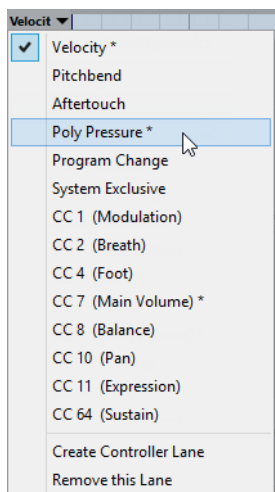 Velocit
Velocity *
Pitchbend
Aftertouch
Poly Pressure *
Program Change
System Exclusive
CC 1 (Modulation)
CC 2 (Breath)
CC 4 (Foot)
CC 7 (Main Volume) *
CC 8 (Balance)
CC 10 (Pan)
CC 11 (Expression)
CC 64 (Sustain)
Create Controller Lane
Remove this Lane